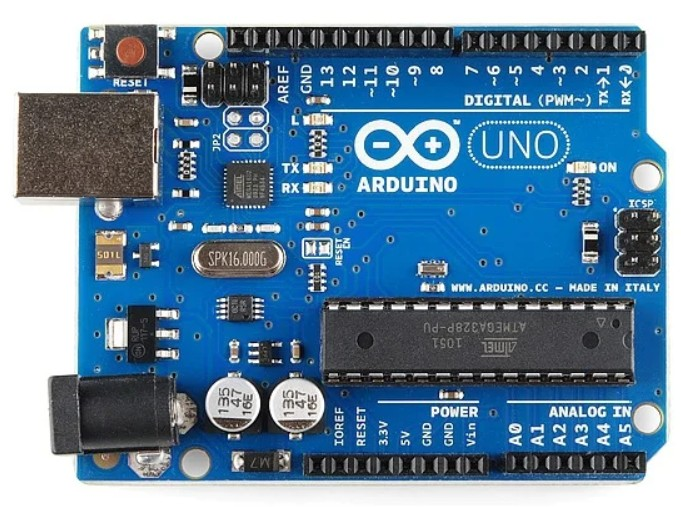 RESET
AREF
GND
13
12
~11
~10
~9
8
7
~6
~5
~4
~3
2
TX→1
RX←0
DIGITAL (PWM~)
L
JP2
TX
RX
ARDUINO
™
UNO
ON
ICSP
RESET
EN
SPK16.000G
501L
WWW.ARDUINO.CC — MADE IN ITALY
ATMEGA328P-PU
1051
ATMEL
117-5
135
47
16E
135
47
16E
M7
POWER
ANALOG IN
IOREF
RESET
3.3V
5V
GND
GND
Vin
A0
A1
A2
A3
A4
A5